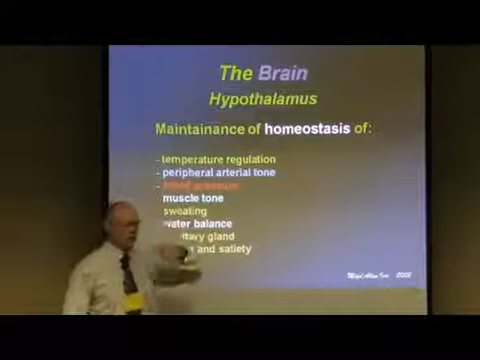 The Brain
Hypothalamus
Maintainance of homeostasis of:
- temperature regulation
- peripheral arterial tone
- blood pressure
muscle tone
sweating
water balance
gland
and satiety
2002